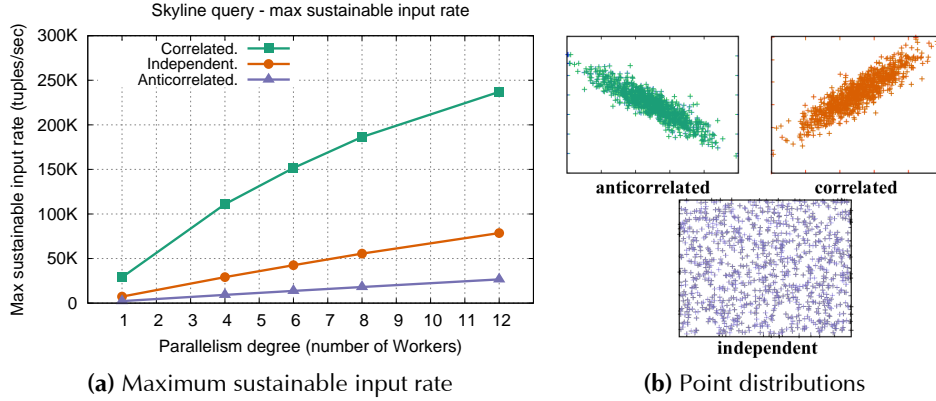 Skyline query - max sustainable input rate
Max sustainable input rate (tuples/sec)
300K
250K
200K
150K
100K
50K
0
Correlated.
Independent.
Anticorrelated.
1 2 3 4 5 6 7 8 9 10 11 12
Parallelism degree (number of Workers)
(a) Maximum sustainable input rate
anticorrelated
correlated
independent
(b) Point distributions